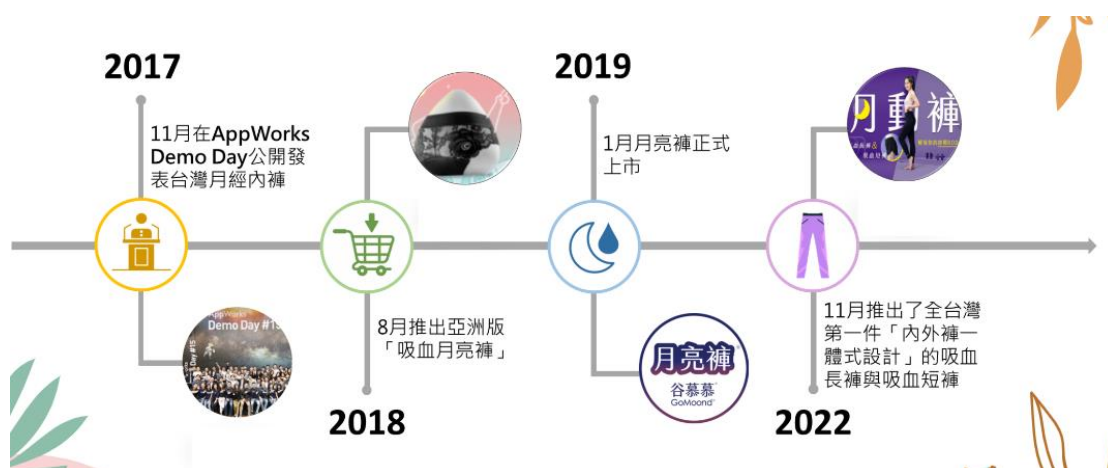 2017
11月在AppWorks
Demo Day公開發
表台灣月經內褲
AppWorks
Demo Day #15
Day #15
8月推出亞洲版
「吸血月亮褲」
2018
2019
1月月亮褲正式
上市
月亮褲
谷慕慕
GoMoond
月動褲
11月推出了全台灣
第一件「內外褲一
體式設計」的吸血
長褲與吸血短褲
2022